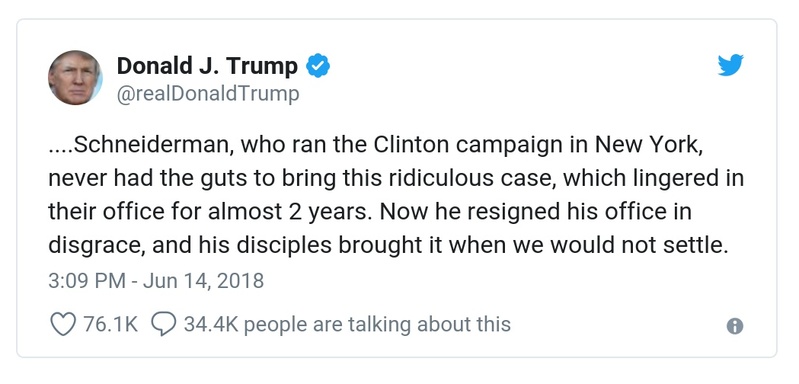 Donald J. Trump
@realDonaldTrump
....Schneiderman, who ran the Clinton campaign in New York,
never had the guts to bring this ridiculous case, which lingered in
their office for almost 2 years. Now he resigned his office in
disgrace, and his disciples brought it when we would not settle.
3:09 PM - Jun 14, 2018
76.1K 34.4K people are talking about this